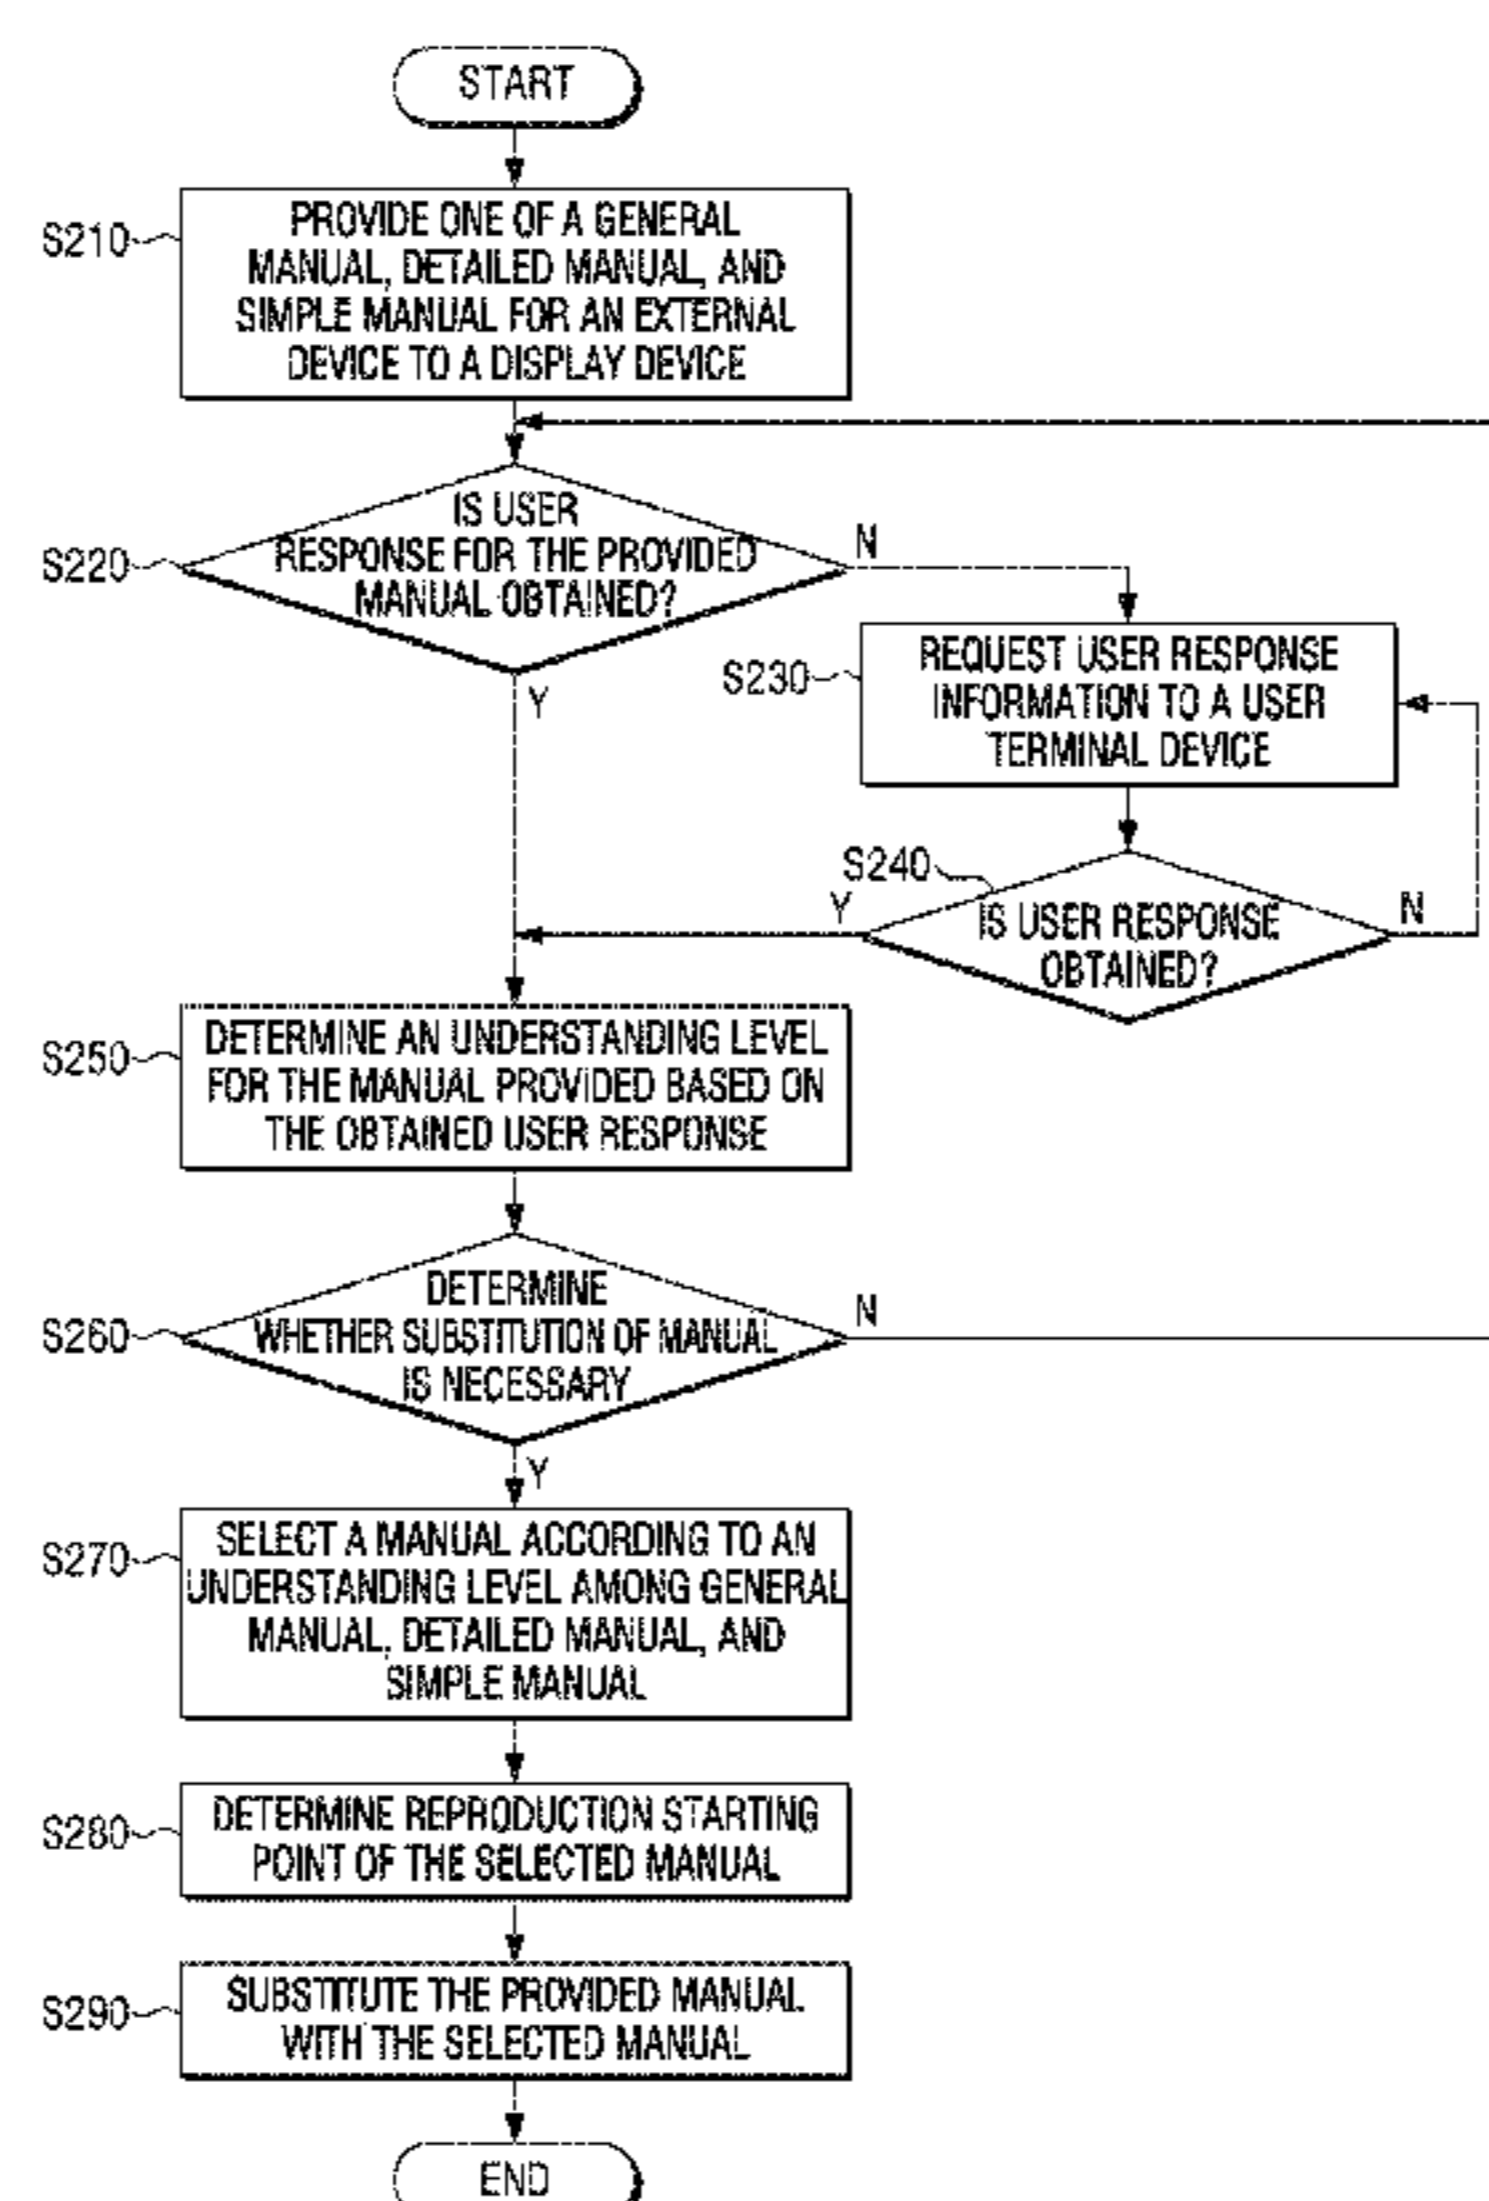 START
S210
PROVIDE ONE OF A GENERAL
MANUAL, DETAILED MANUAL, AND
SIMPLE MANUAL FOR AN EXTERNAL
DEVICE TO A DISPLAY DEVICE
S220
IS USER
RESPONSE FOR THE PROVIDED
MANUAL OBTAINED?
N
Y
S230
REQUEST USER RESPONSE
INFORMATION TO A USER
TERMINAL DEVICE
S240
Y
IS USER RESPONSE
OBTAINED?
N
S250
DETERMINE AN UNDERSTANDING LEVEL
FOR THE MANUAL PROVIDED BASED ON
THE OBTAINED USER RESPONSE
S260
DETERMINE
WHETHER SUBSTITUTION OF MANUAL
IS NECESSARY
N
Y
S270
SELECT A MANUAL ACCORDING TO AN
UNDERSTANDING LEVEL AMONG GENERAL
MANUAL, DETAILED MANUAL, AND
SIMPLE MANUAL
S280
DETERMINE REPRODUCTION STARTING
POINT OF THE SELECTED MANUAL
S290
SUBSTITUTE THE PROVIDED MANUAL
WITH THE SELECTED MANUAL
END